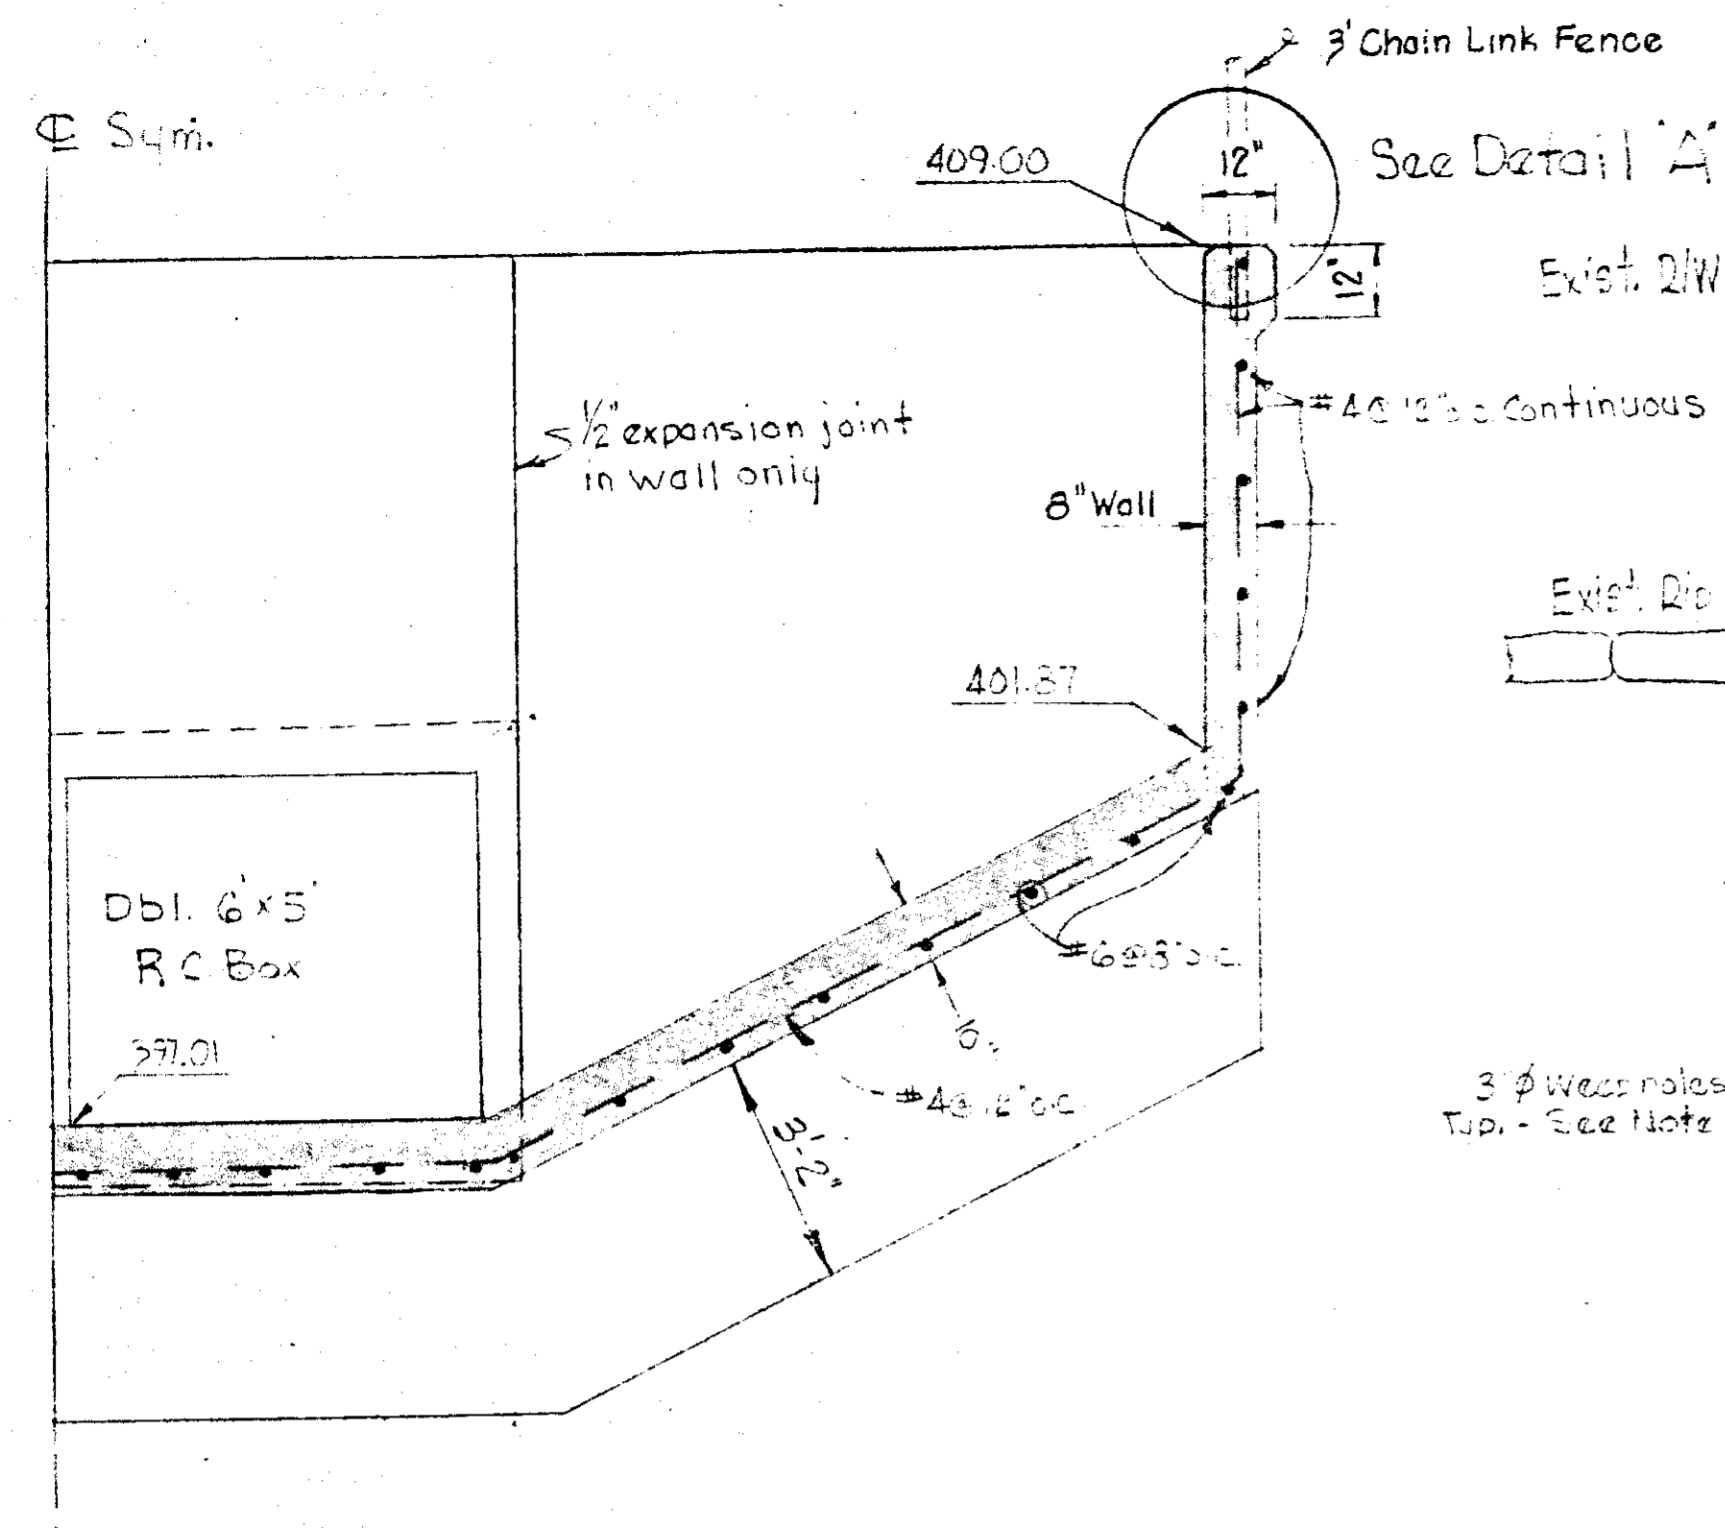 3' Chain Link Fence
℄ Sym.
409.00
12"
See Detail "A"
12"
Exist. R/W
1/2" expansion joint
in wall only
#4@12"o.c. Continuous
8" Wall
Exist. Rip
401.87
Dbl. 6'x5'
R.C. Box
397.01
#6@8"o.c.
#4@12"o.c.
3'-2"
3"φ Weep holes
Typ. - See Note